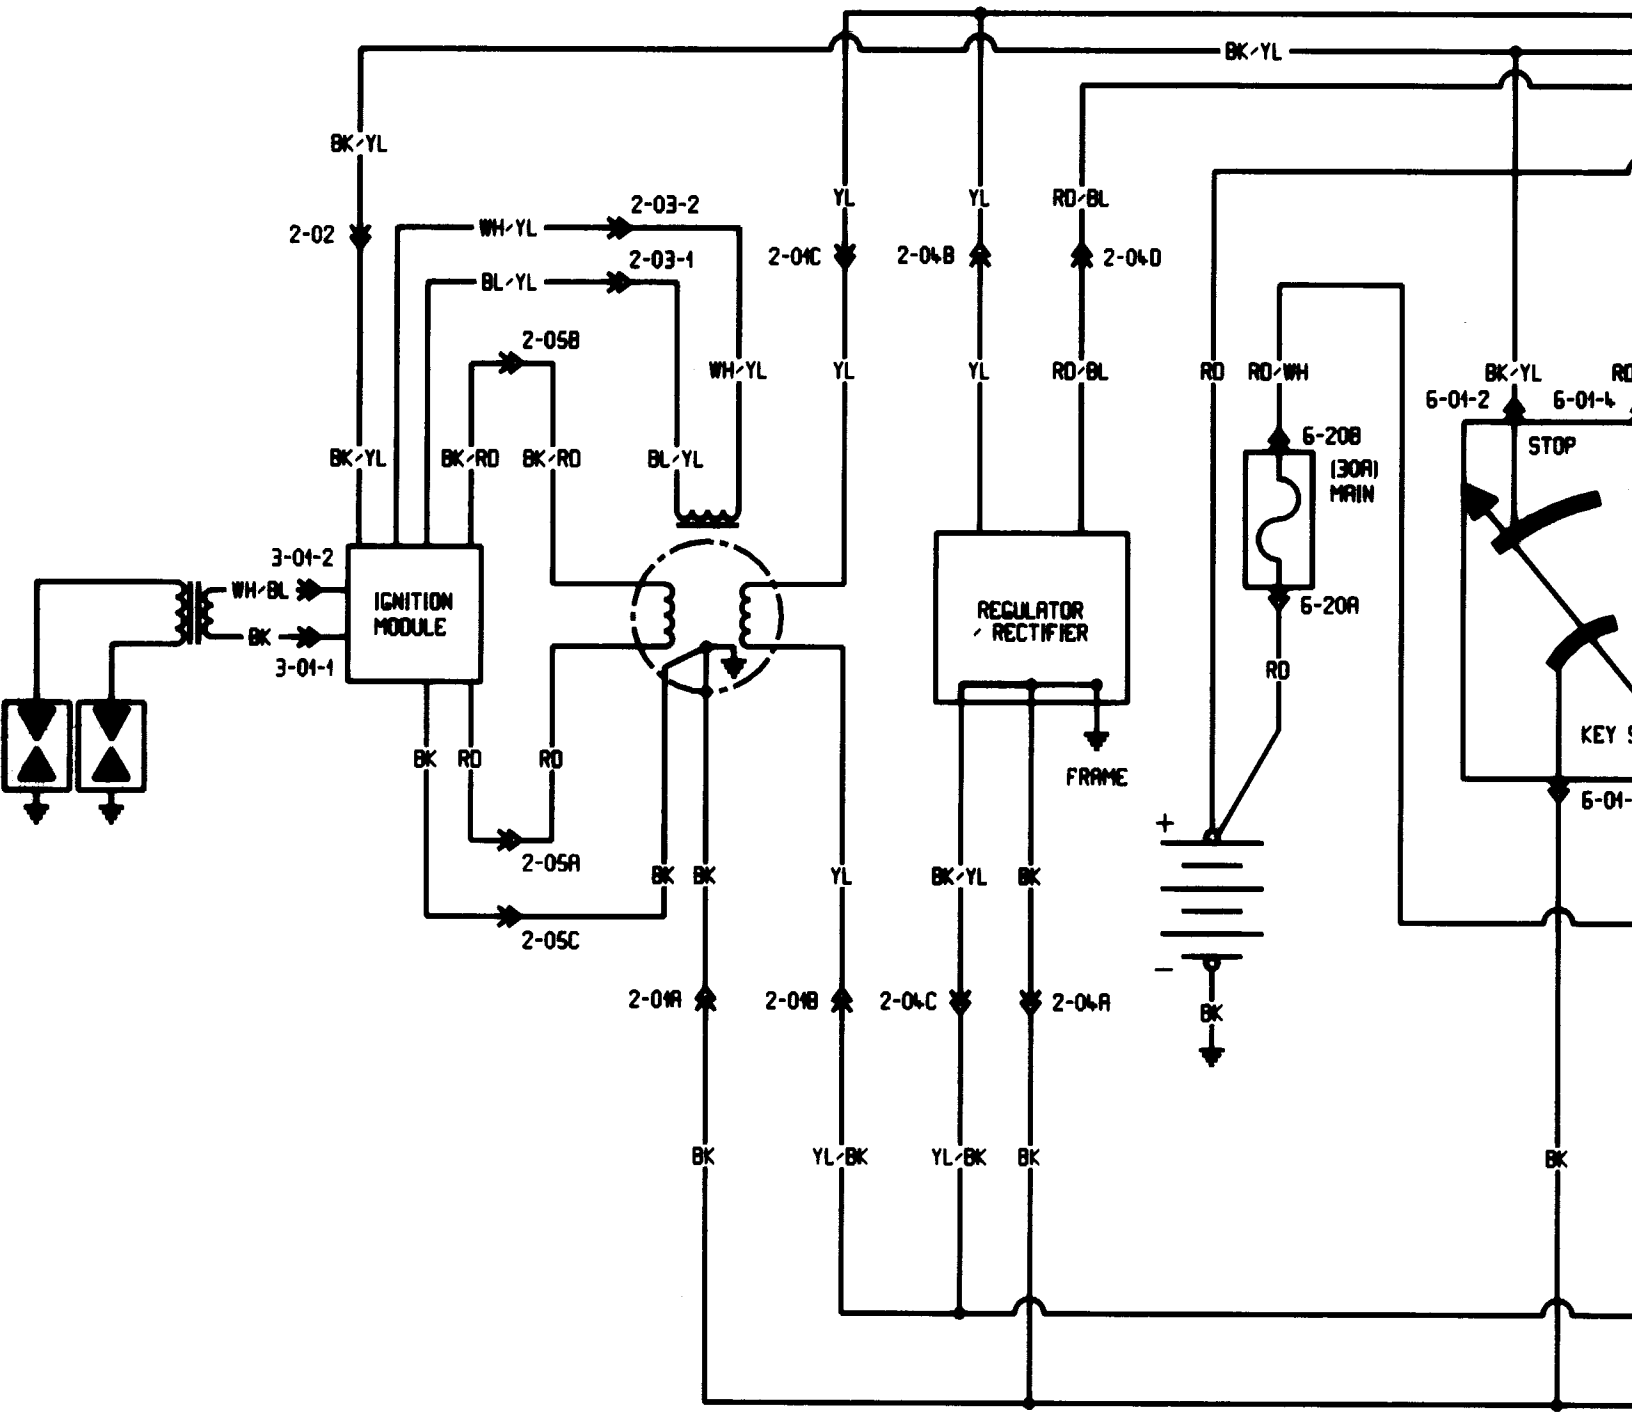 BK/YL
BK/YL
YL
YL
RD/BL
2-03-2
2-02
WH/YL
2-01C
2-04B
2-04D
2-03-1
BL/YL
2-05B
WH/YL
YL
YL
RD/BL
RD
RD/WH
BK/YL
RD
6-01-2
6-01-4
6-20B
STOP
BK/YL
BK/RD
BK/RD
BL/YL
(30A)
MAIN
3-01-2
WH/BL
IGNITION
MODULE
BK
3-01-1
REGULATOR
/ RECTIFIER
6-20A
RD
KEY S
BK
RD
RD
FRAME
6-01-
+
2-05A
BK
BK
YL
BK/YL
BK
2-05C
-
2-01A
2-01B
2-04C
2-04A
BK
BK
YL/BK
YL/BK
BK
BK